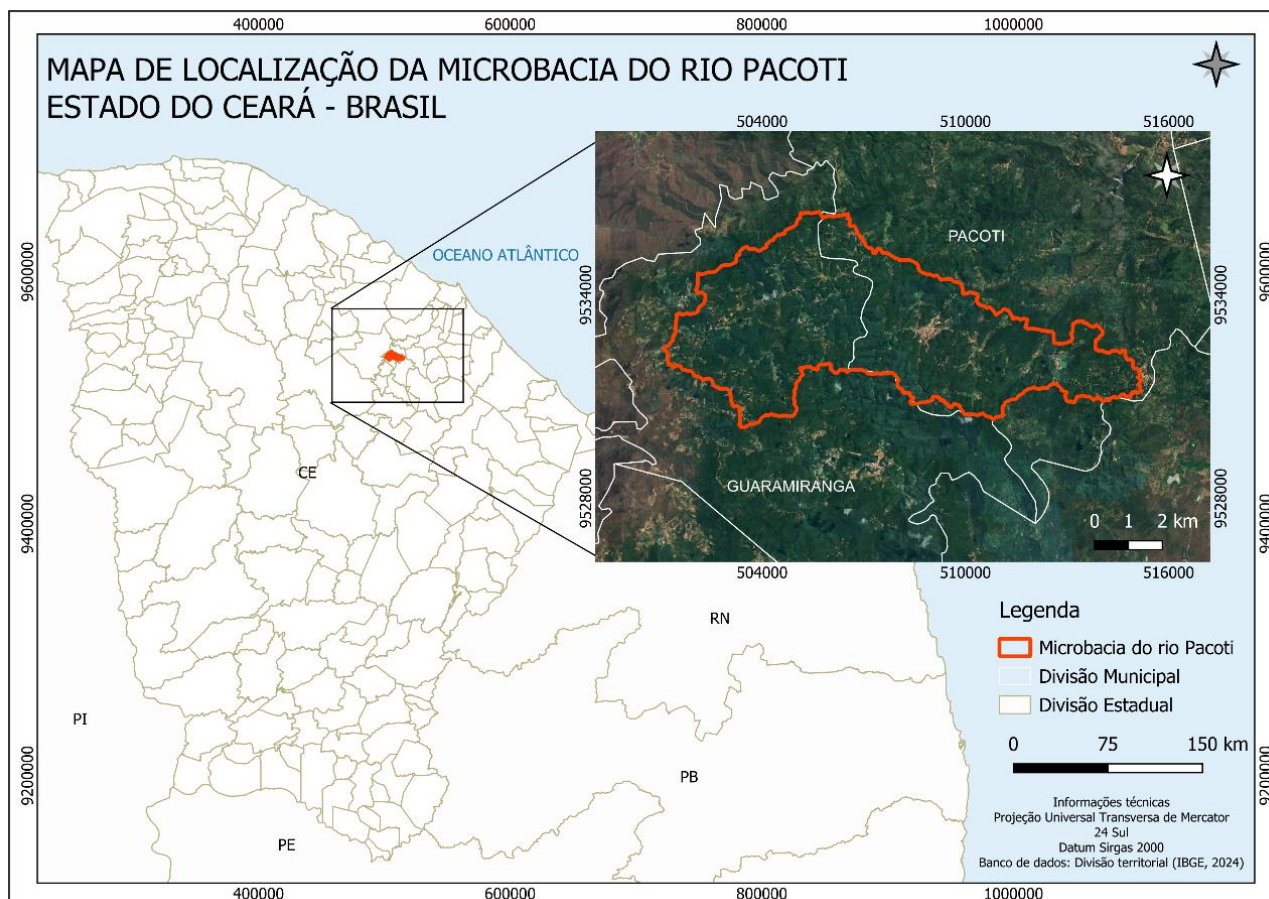 400000
600000
800000
1000000
MAPA DE LOCALIZAÇÃO DA MICROBACIA DO RIO PACOTI
ESTADO DO CEARÁ - BRASIL
504000
510000
516000
PACOTI
OCEANO ATLÂNTICO
9600000
9534000
9534000
9600000
CE
GUARAMIRANGA
9528000
0 1 2 km
9528000
9400000
9400000
504000
510000
516000
RN
Legenda
Microbacia do rio Pacoti
Divisão Municipal
Divisão Estadual
PI
0 75 150 km
PB
9200000
9200000
PE
Informações técnicas
Projeção Universal Transversa de Mercator
24 Sul
Datum Sirgas 2000
Banco de dados: Divisão territorial (IBGE, 2024)
400000
600000
800000
1000000